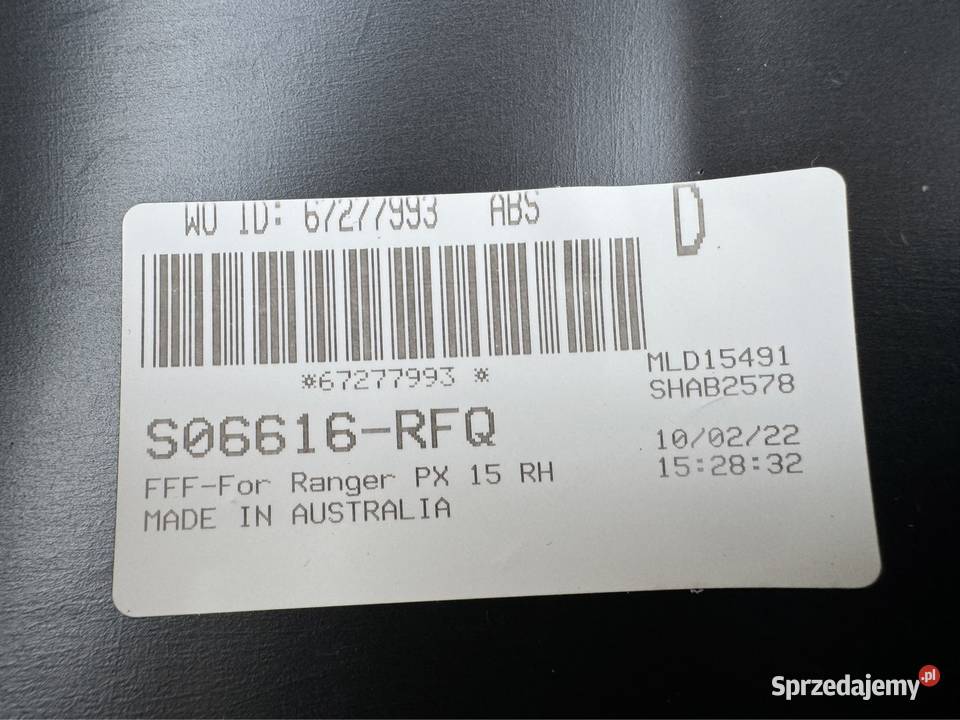 WO ID: 67277993 ABS D
*67277993 *
MLD15491
SHAB2578
S06616-RFQ
10/02/22
15:28:32
FFF-For Ranger PX 15 RH
MADE IN AUSTRALIA
Sprzedajemy.pl